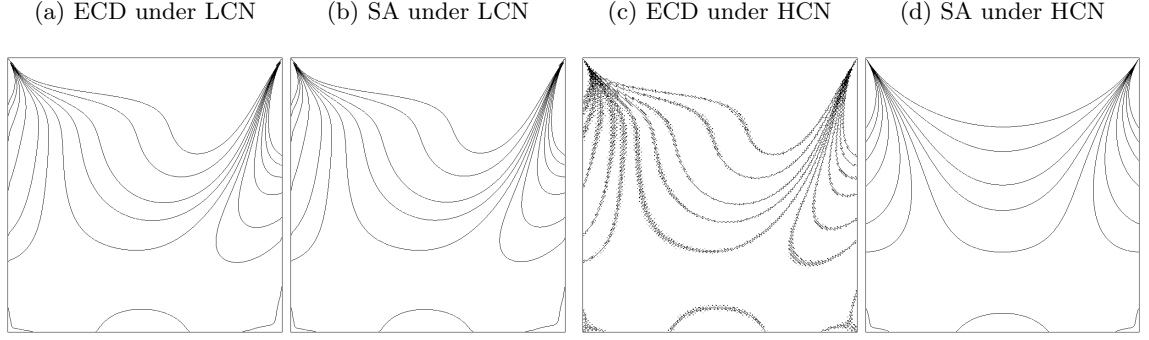 (a) ECD under LCN
(b) SA under LCN
(c) ECD under HCN
(d) SA under HCN